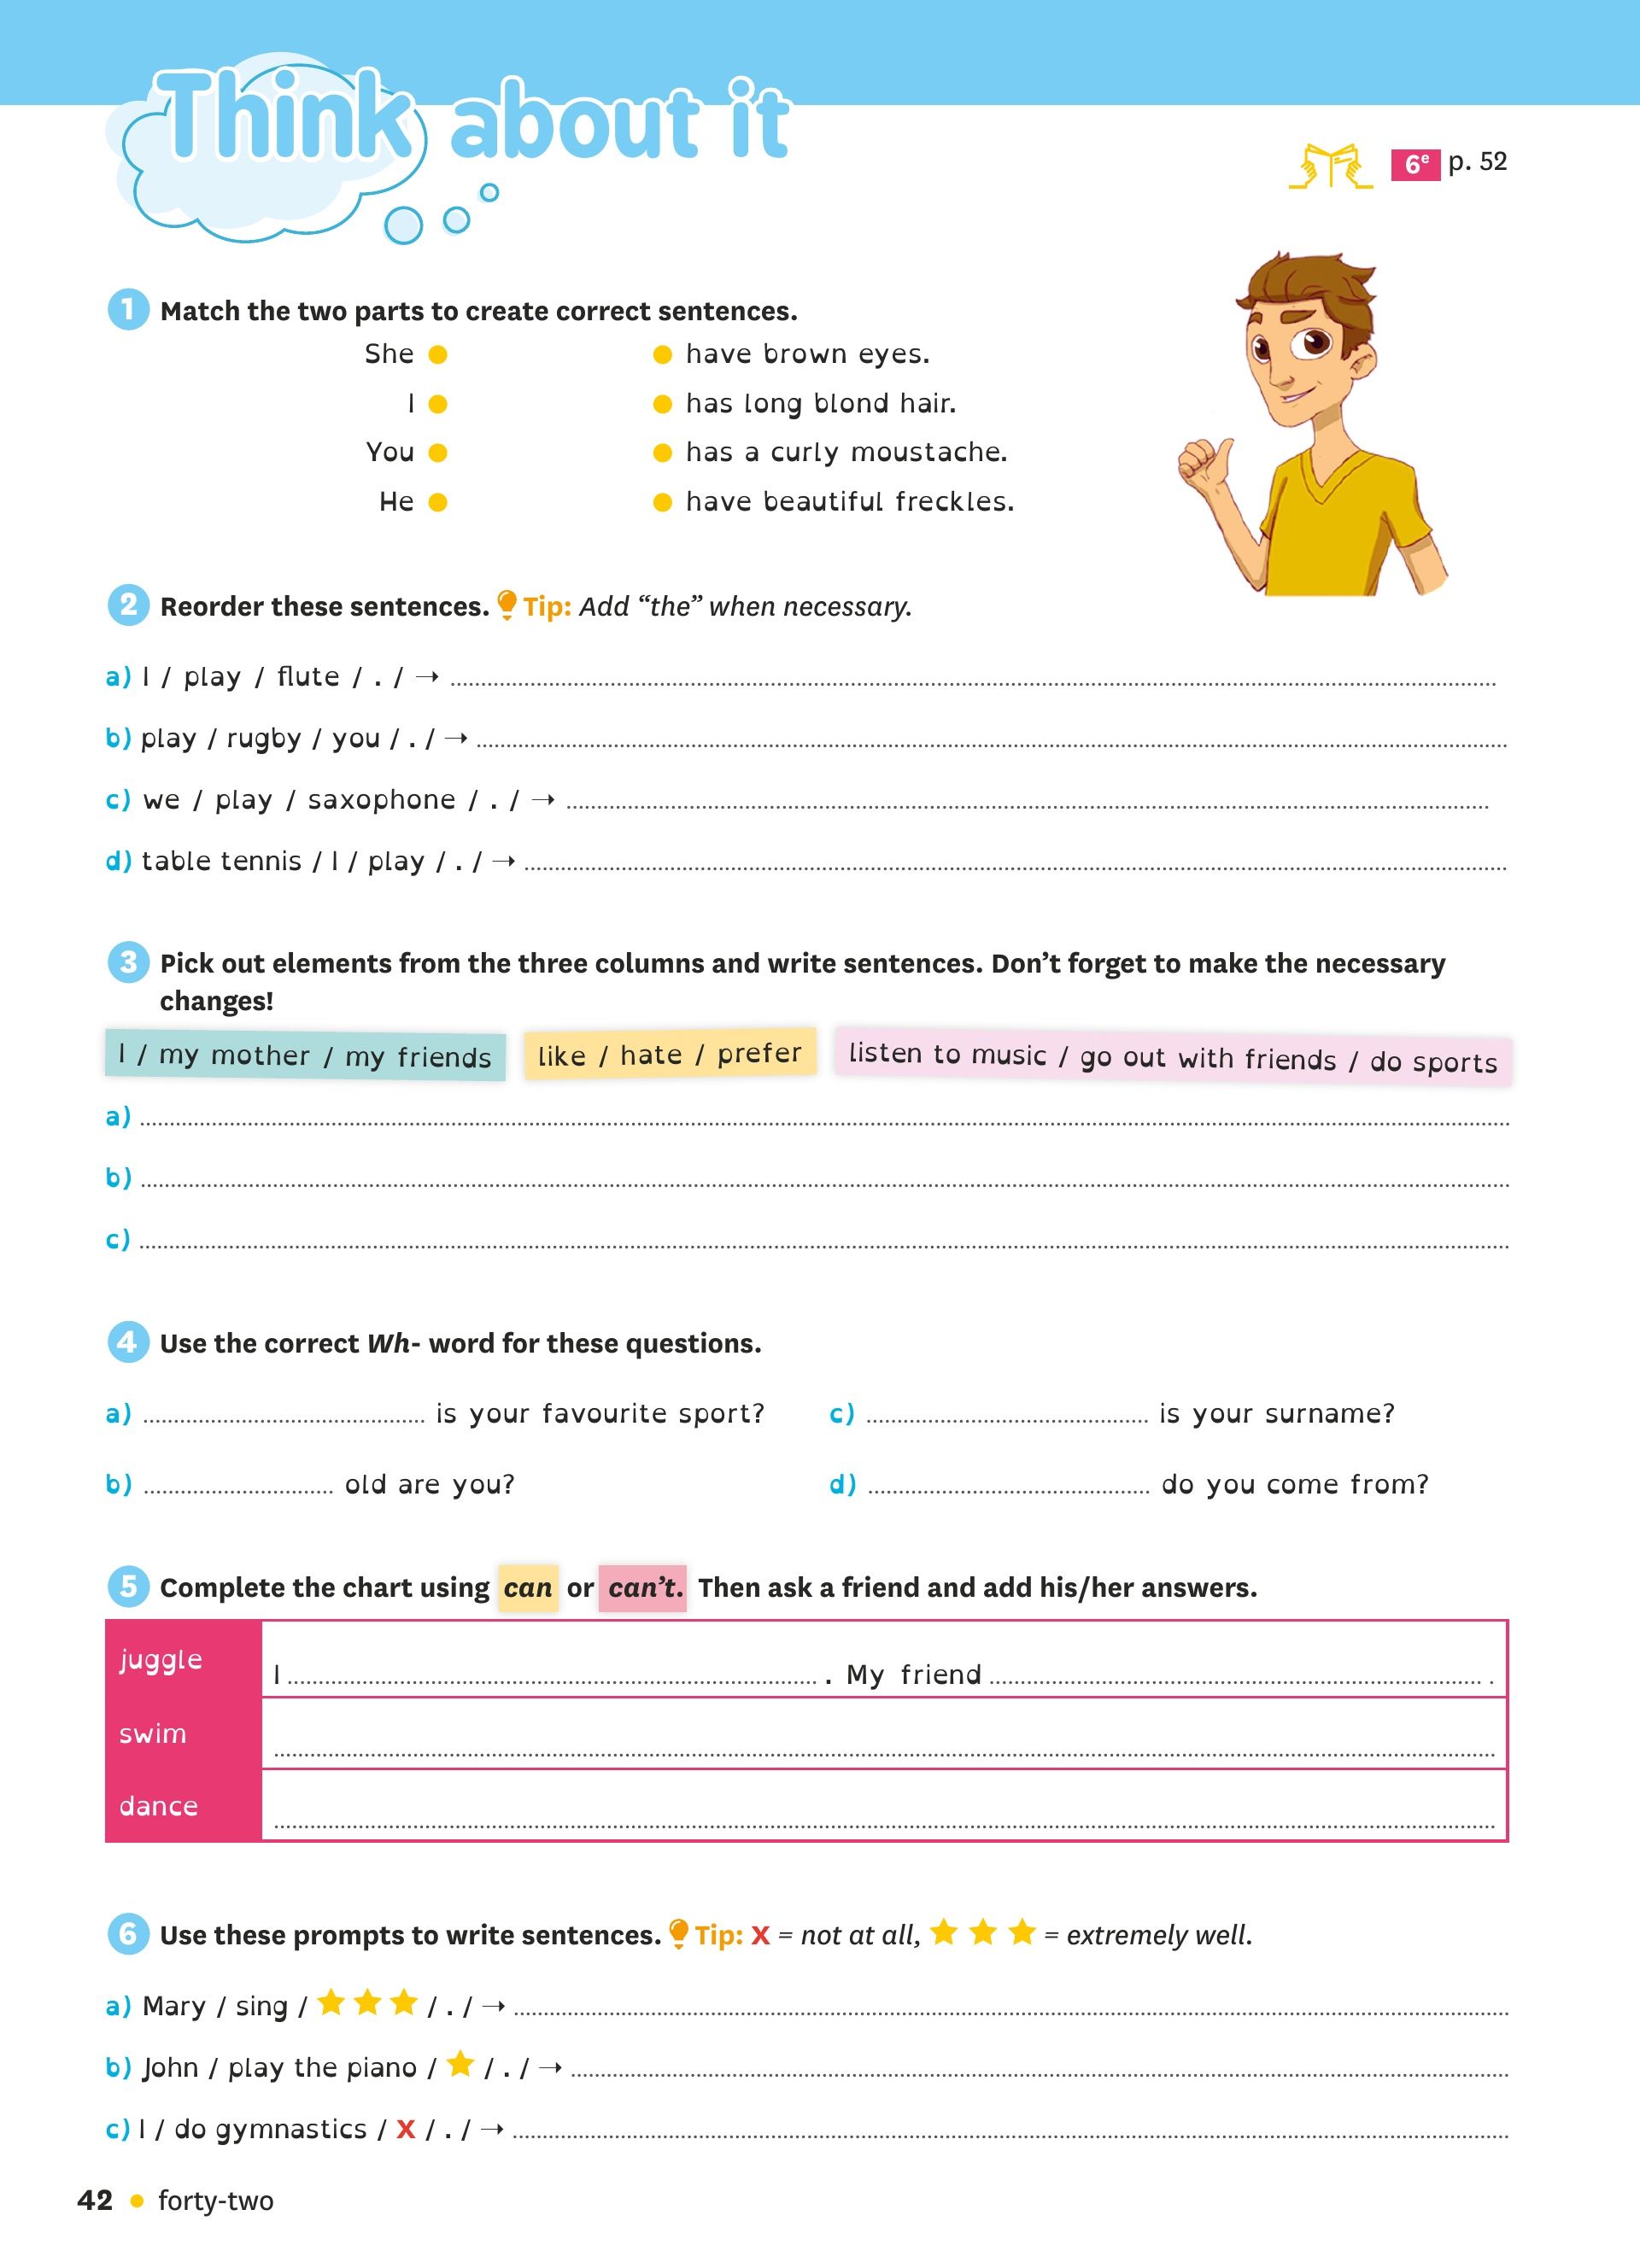 Think about it
6e p. 52
1 Match the two parts to create correct sentences.
She ● ● have brown eyes.
I ● ● has long blond hair.
You ● ● has a curly moustache.
He ● ● have beautiful freckles.
2 Reorder these sentences. Tip: Add “the” when necessary.
a) I / play / flute / . / → ....................
b) play / rugby / you / . / → ....................
c) we / play / saxophone / . / → ....................
d) table tennis / I / play / . / → ....................
3 Pick out elements from the three columns and write sentences. Don’t forget to make the necessary
changes!
I / my mother / my friends like / hate / prefer listen to music / go out with friends / do sports
a) ....................
b) ....................
c) ....................
4 Use the correct Wh- word for these questions.
a) .................... is your favourite sport? c) .................... is your surname?
b) .................... old are you? d) .................... do you come from?
5 Complete the chart using can or can’t. Then ask a friend and add his/her answers.
juggle I .................... . My friend .................... .
swim ....................
dance ....................
6 Use these prompts to write sentences. Tip: X = not at all, ★ ★ ★ = extremely well.
a) Mary / sing / ★ ★ ★ / . / → ....................
b) John / play the piano / ★ / . / → ....................
c) I / do gymnastics / X / . / → ....................
42 ● forty-two